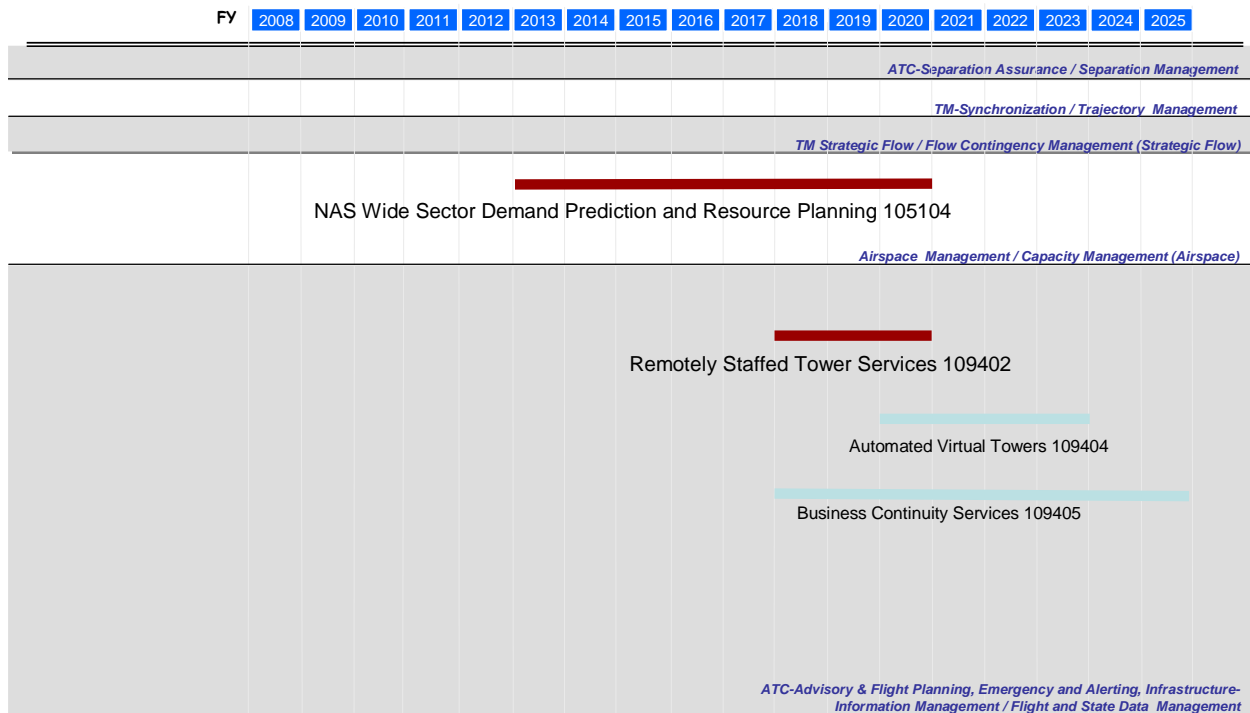 FY 2008 2009 2010 2011 2012 2013 2014 2015 2016 2017 2018 2019 2020 2021 2022 2023 2024 2025
ATC-Separation Assurance / Separation Management
TM-Synchronization / Trajectory Management
TM Strategic Flow / Flow Contingency Management (Strategic Flow)
NAS Wide Sector Demand Prediction and Resource Planning 105104
Airspace Management / Capacity Management (Airspace)
Remotely Staffed Tower Services 109402
Automated Virtual Towers 109404
Business Continuity Services 109405
ATC-Advisory & Flight Planning, Emergency and Alerting, Infrastructure-
Information Management / Flight and State Data Management